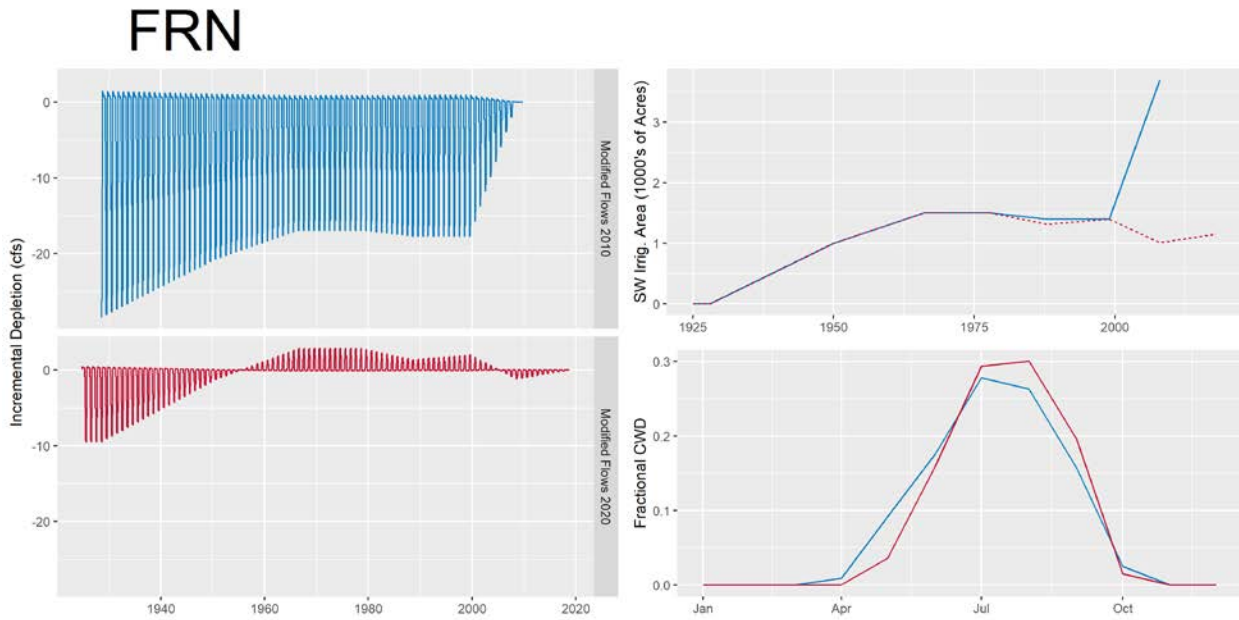 FRN
Incremental Depletion (cfs)
0
-10
-20
Modified Flows 2010
0
-10
-20
Modified Flows 2020
1940
1960
1980
2000
2020
SW Irrig. Area (1000's of Acres)
3
2
1
0
1925
1950
1975
2000
Fractional CWD
0.3
0.2
0.1
0.0
Jan
Apr
Jul
Oct